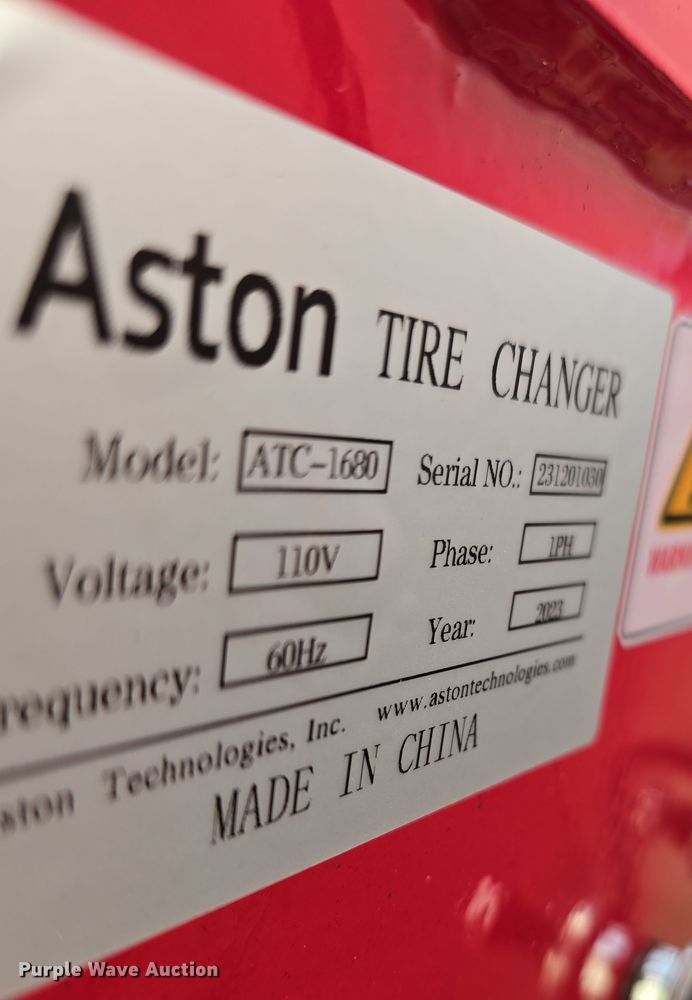 Aston TIRE CHANGER
Model: ATC-1680 Serial NO.: 231201030
Voltage: 110V Phase: 1PH
requency: 60Hz Year: 2023
ston Technologies, Inc. www.astontechnologies.com
MADE IN CHINA
Purple Wave Auction